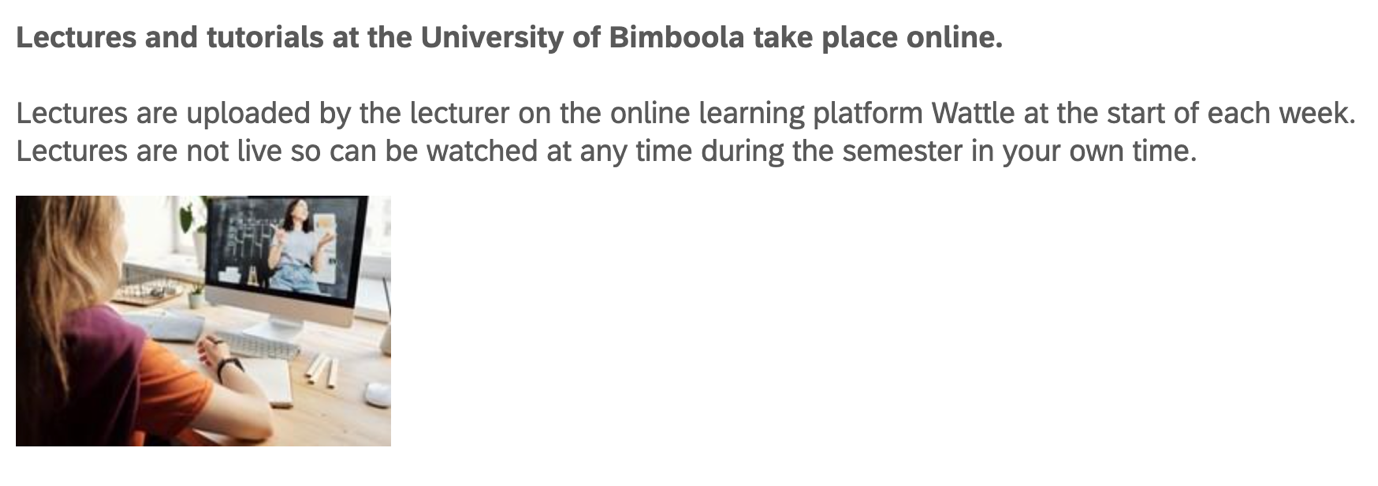 Lectures and tutorials at the University of Bimboola take place online.
Lectures are uploaded by the lecturer on the online learning platform Wattle at the start of each week.
Lectures are not live so can be watched at any time during the semester in your own time.